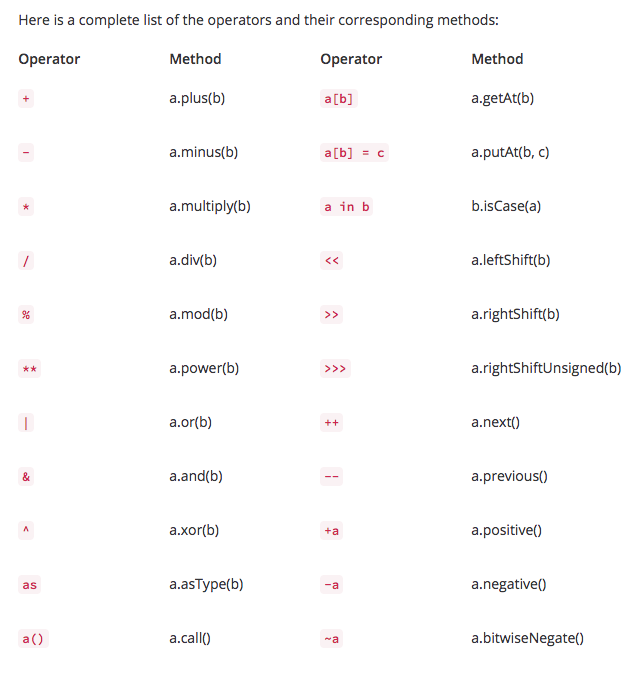 Here is a complete list of the operators and their corresponding methods:
Operator Method Operator Method
+ a.plus(b) a[b] a.getAt(b)
- a.minus(b) a[b] = c a.putAt(b, c)
* a.multiply(b) a in b b.isCase(a)
/ a.div(b) << a.leftShift(b)
% a.mod(b) >> a.rightShift(b)
** a.power(b) >>> a.rightShiftUnsigned(b)
| a.or(b) ++ a.next()
& a.and(b) -- a.previous()
^ a.xor(b) +a a.positive()
as a.asType(b) -a a.negative()
a() a.call() ~a a.bitwiseNegate()